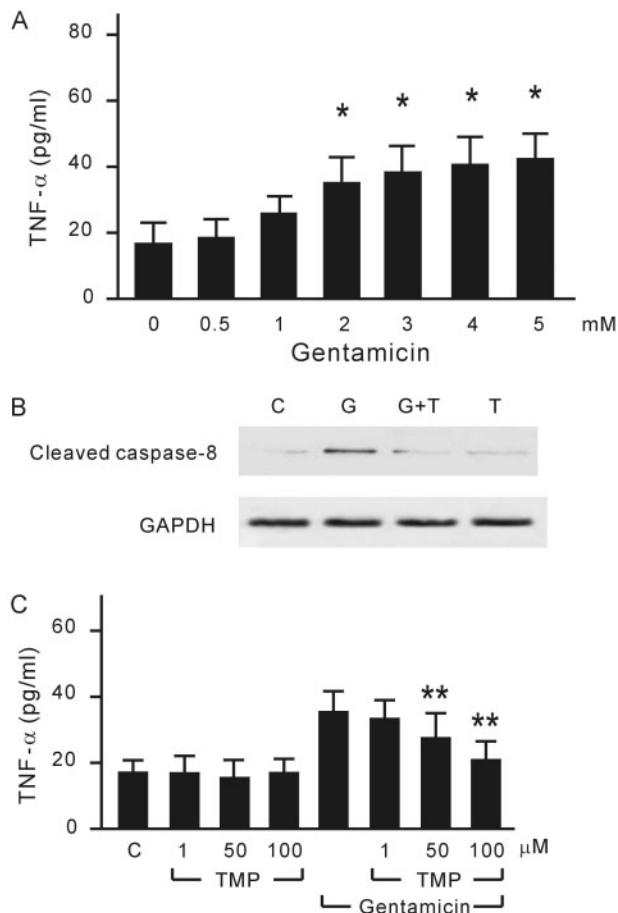 A
TNF-α (pg/ml)
80
60
40
20
0
* * * *
0 0.5 1 2 3 4 5 mM
Gentamicin
B
C G G+T T
Cleaved caspase-8
GAPDH
C
TNF-α (pg/ml)
60
40
20
0
** **
C 1 50 100 1 50 100 μM
TMP TMP
Gentamicin